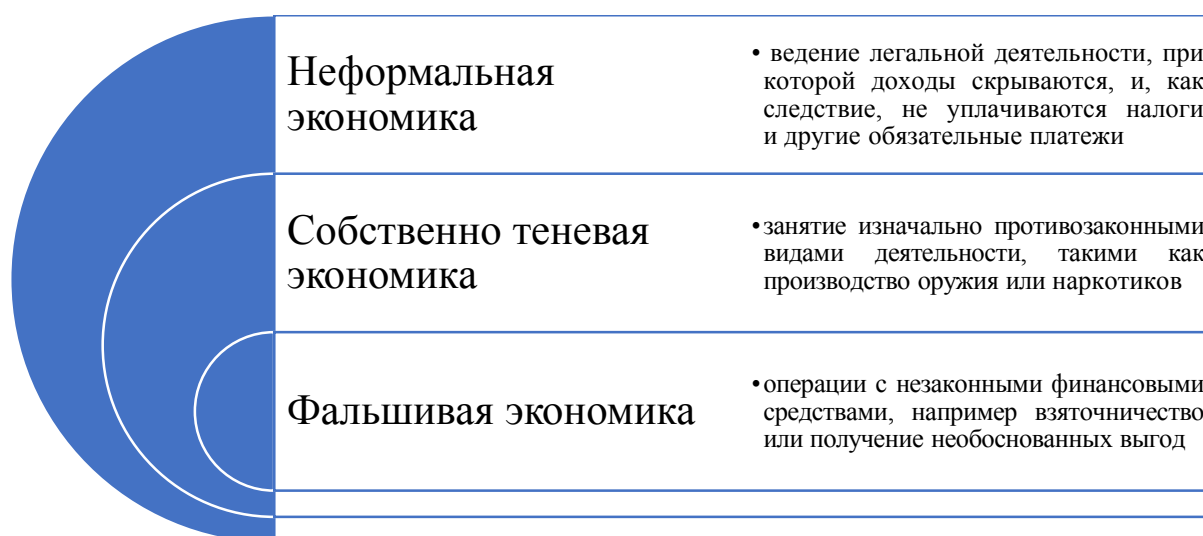 Неформальная
экономика
• ведение легальной деятельности, при
которой доходы скрываются, и, как
следствие, не уплачиваются налоги
и другие обязательные платежи
Собственно теневая
экономика
•занятие изначально противозаконными
видами деятельности, такими как
производство оружия или наркотиков
Фальшивая экономика
•операции с незаконными финансовыми
средствами, например взяточничество
или получение необоснованных выгод